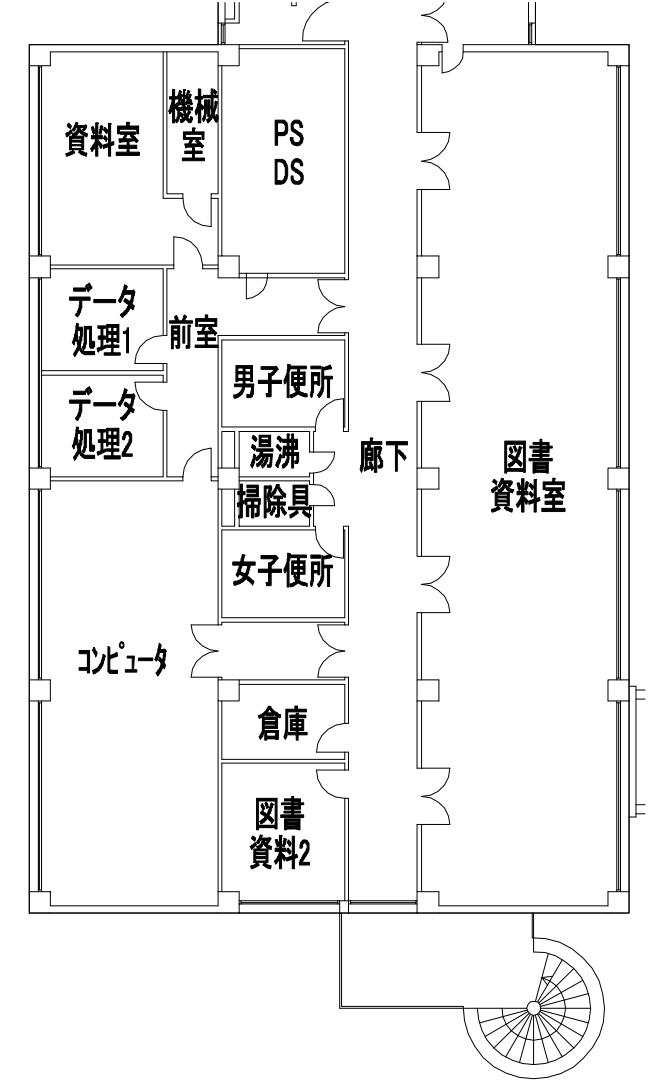 資料室
機械
室
PS
DS
データ
処理1
前室
データ
処理2
男子便所
湯沸
掃除具
女子便所
廊下
図書
資料室
コンピュータ
倉庫
図書
資料2